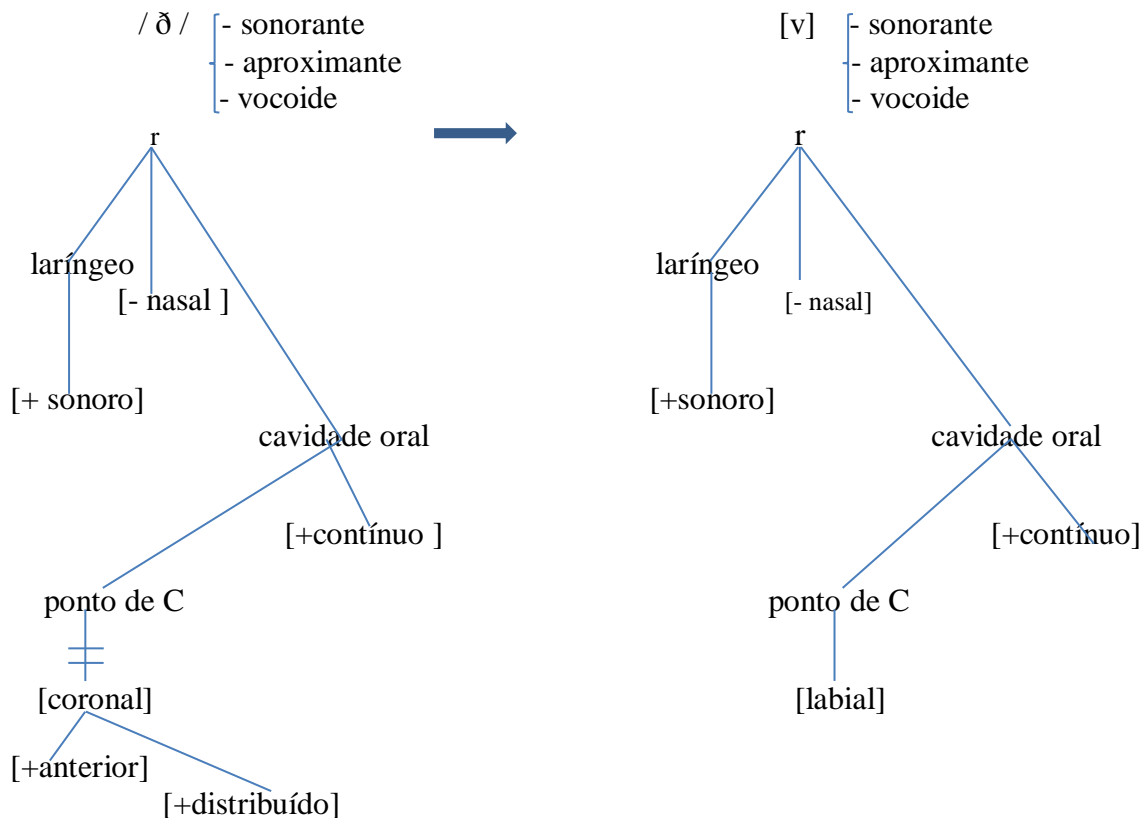 / ð / - sonorante
- aproximante
- vocoide
r
laríngeo
[- nasal ]
[+ sonoro]
cavidade oral
[+contínuo ]
ponto de C
[coronal]
[+anterior]
[+distribuído]
[v] - sonorante
- aproximante
- vocoide
r
laríngeo
[- nasal]
[+sonoro]
cavidade oral
[+contínuo]
ponto de C
[labial]